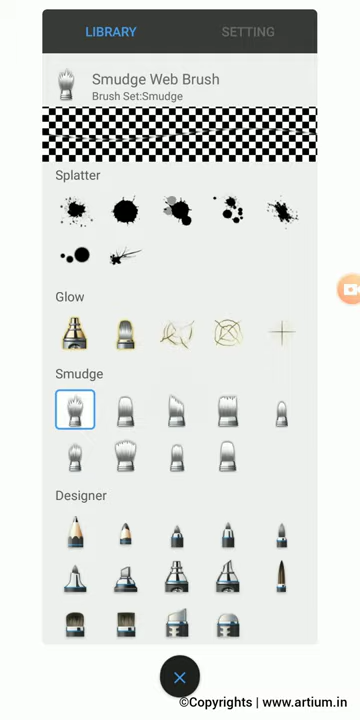 LIBRARY
SETTING
Smudge Web Brush
Brush Set:Smudge
Splatter
Glow
Smudge
Designer
©Copyrights | www.artium.in